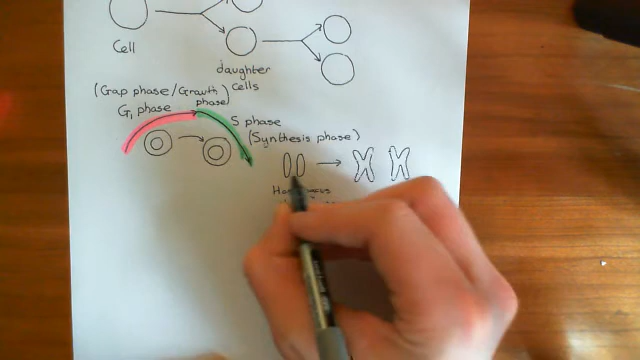 Cell
daughter
cells
(Gap phase/Growth
phase)
G₁ phase
S phase
(Synthesis phase)